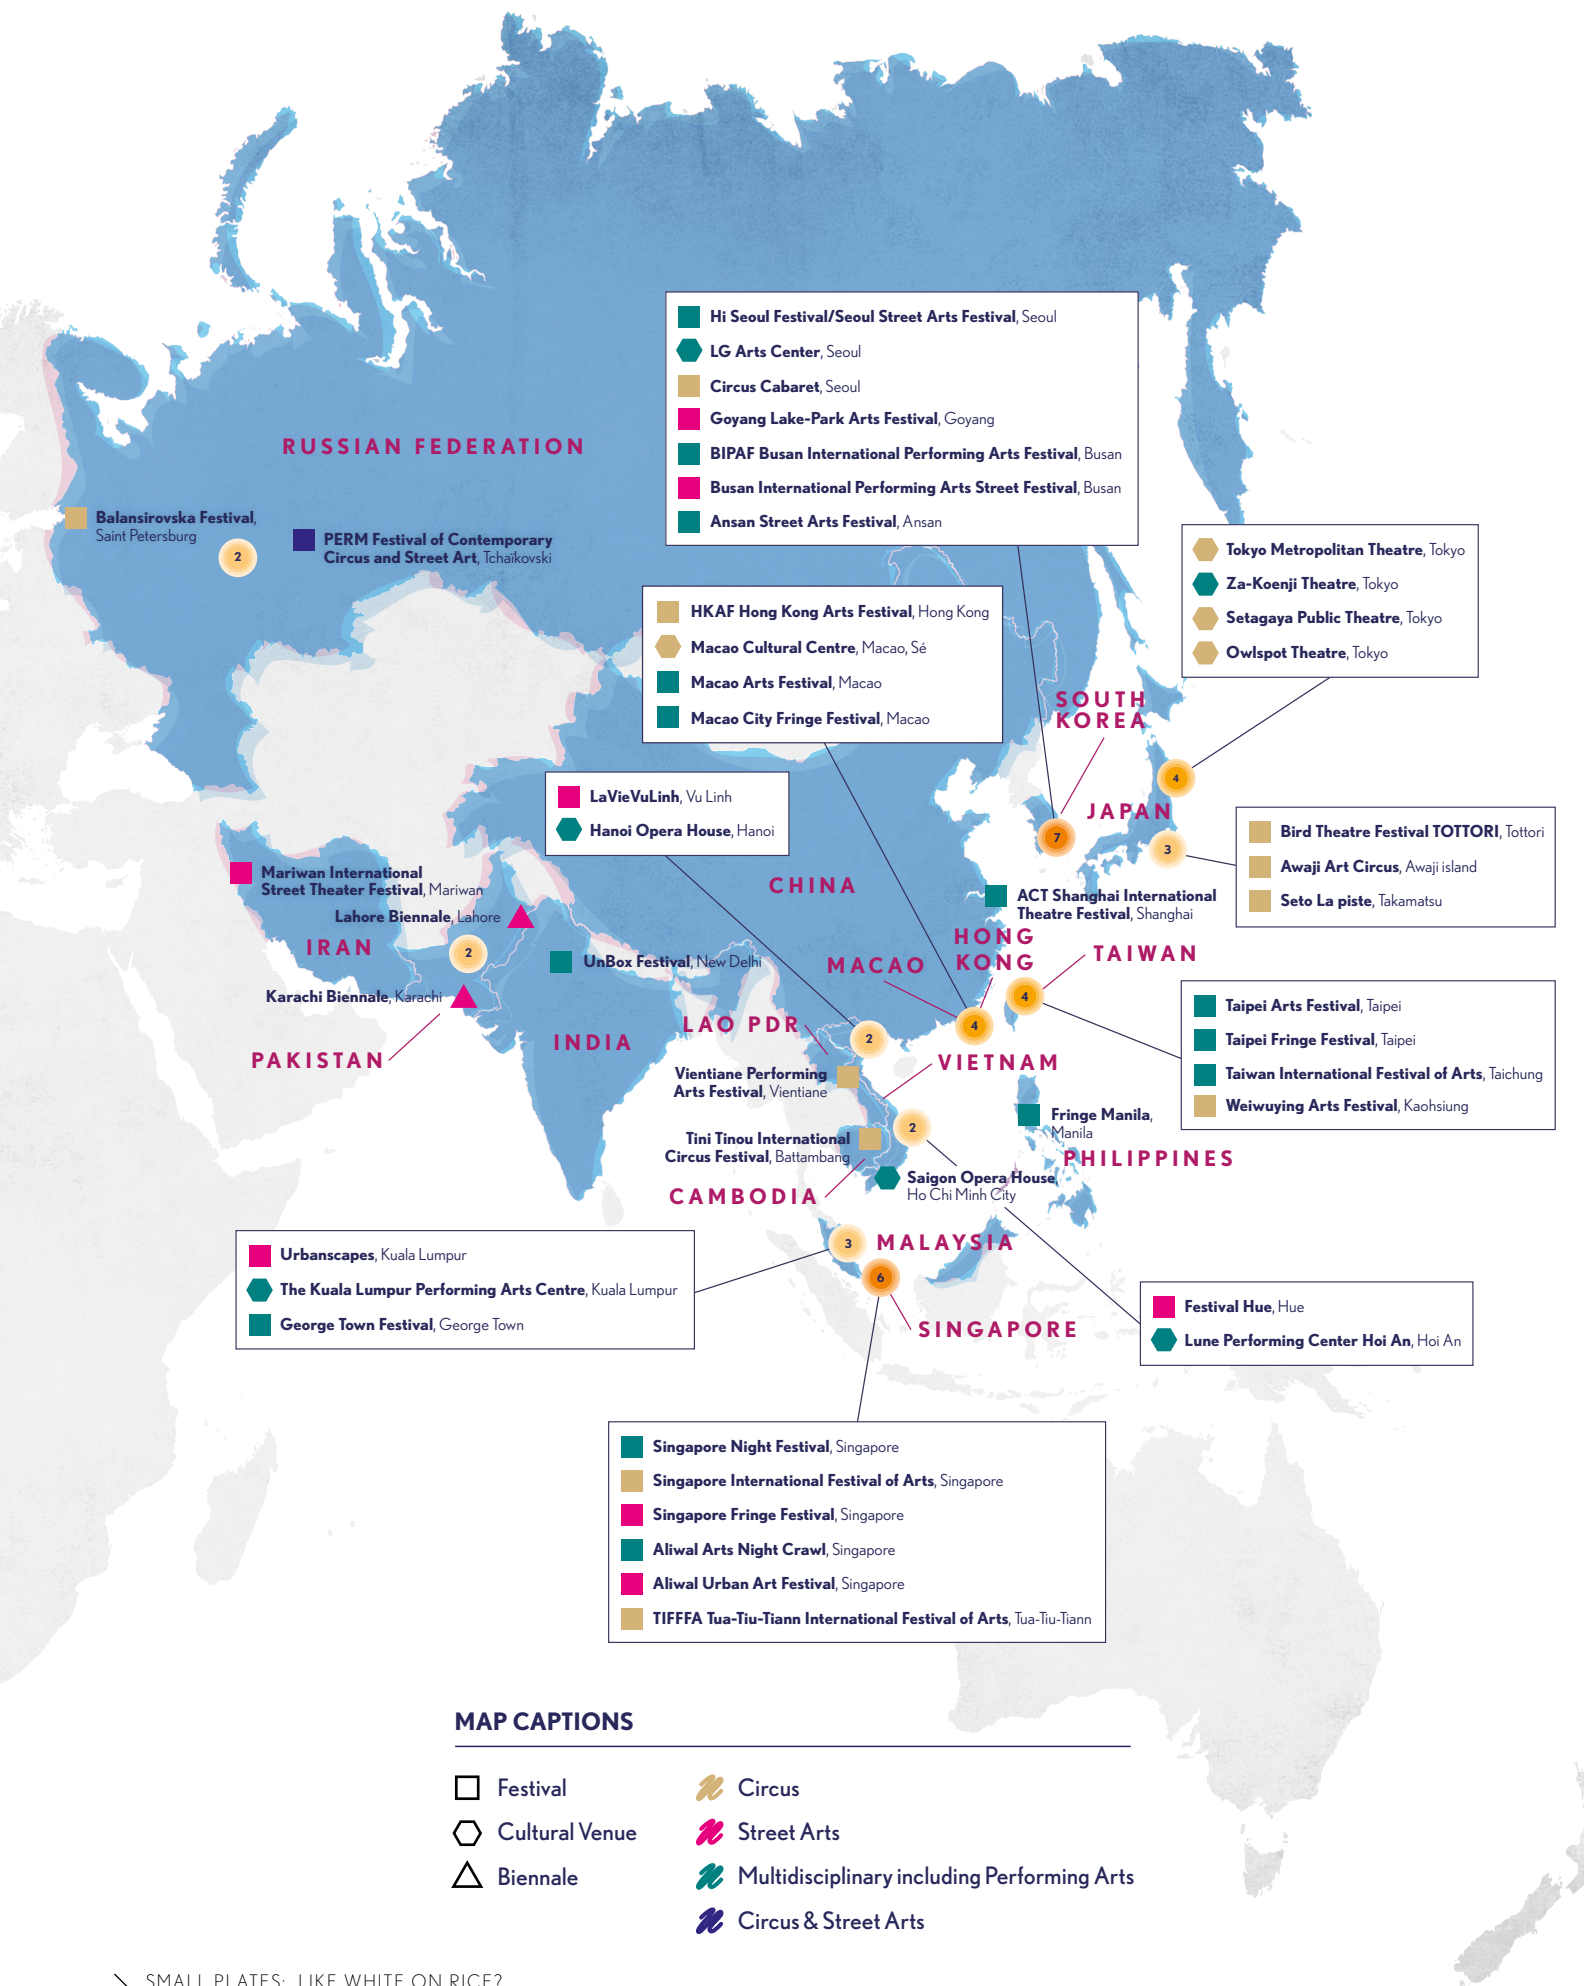 Hi Seoul Festival/Seoul Street Arts Festival, Seoul
LG Arts Center, Seoul
Circus Cabaret, Seoul
Goyang Lake-Park Arts Festival, Goyang
BIPAF Busan International Performing Arts Festival, Busan
Busan International Performing Arts Street Festival, Busan
Ansan Street Arts Festival, Ansan
RUSSIAN FEDERATION
Balansirovska Festival,
Saint Petersburg
2
PERM Festival of Contemporary
Circus and Street Art, Tchaïkovski
Tokyo Metropolitan Theatre, Tokyo
Za-Koenji Theatre, Tokyo
Setagaya Public Theatre, Tokyo
Owlspot Theatre, Tokyo
HKAF Hong Kong Arts Festival, Hong Kong
Macao Cultural Centre, Macao, Sé
Macao Arts Festival, Macao
Macao City Fringe Festival, Macao
SOUTH
KOREA
4
JAPAN
7
3
LaVieVuLinh, Vu Linh
Hanoi Opera House, Hanoi
Bird Theatre Festival TOTTORI, Tottori
Awaji Art Circus, Awaji island
Seto La piste, Takamatsu
Mariwan International
Street Theater Festival, Mariwan
Lahore Biennale, Lahore
IRAN
2
Karachi Biennale, Karachi
PAKISTAN
UnBox Festival, New Delhi
INDIA
CHINA
ACT Shanghai International
Theatre Festival, Shanghai
HONG
KONG
MACAO
TAIWAN
4
4
Taipei Arts Festival, Taipei
Taipei Fringe Festival, Taipei
Taiwan International Festival of Arts, Taichung
Weiwuying Arts Festival, Kaohsiung
LAO PDR
2
VIETNAM
Vientiane Performing
Arts Festival, Vientiane
Fringe Manila,
Manila
PHILIPPINES
2
Tini Tinou International
Circus Festival, Battambang
Saigon Opera House,
Ho Chi Minh City
CAMBODIA
Urbanscapes, Kuala Lumpur
The Kuala Lumpur Performing Arts Centre, Kuala Lumpur
George Town Festival, George Town
3
MALAYSIA
6
SINGAPORE
Festival Hue, Hue
Lune Performing Center Hoi An, Hoi An
Singapore Night Festival, Singapore
Singapore International Festival of Arts, Singapore
Singapore Fringe Festival, Singapore
Aliwal Arts Night Crawl, Singapore
Aliwal Urban Art Festival, Singapore
TIFFFA Tua-Tiu-Tiann International Festival of Arts, Tua-Tiu-Tiann
MAP CAPTIONS
Festival
Cultural Venue
Biennale
Circus
Street Arts
Multidisciplinary including Performing Arts
Circus & Street Arts
SMALL PLATES: LIKE WHITE ON RICE?